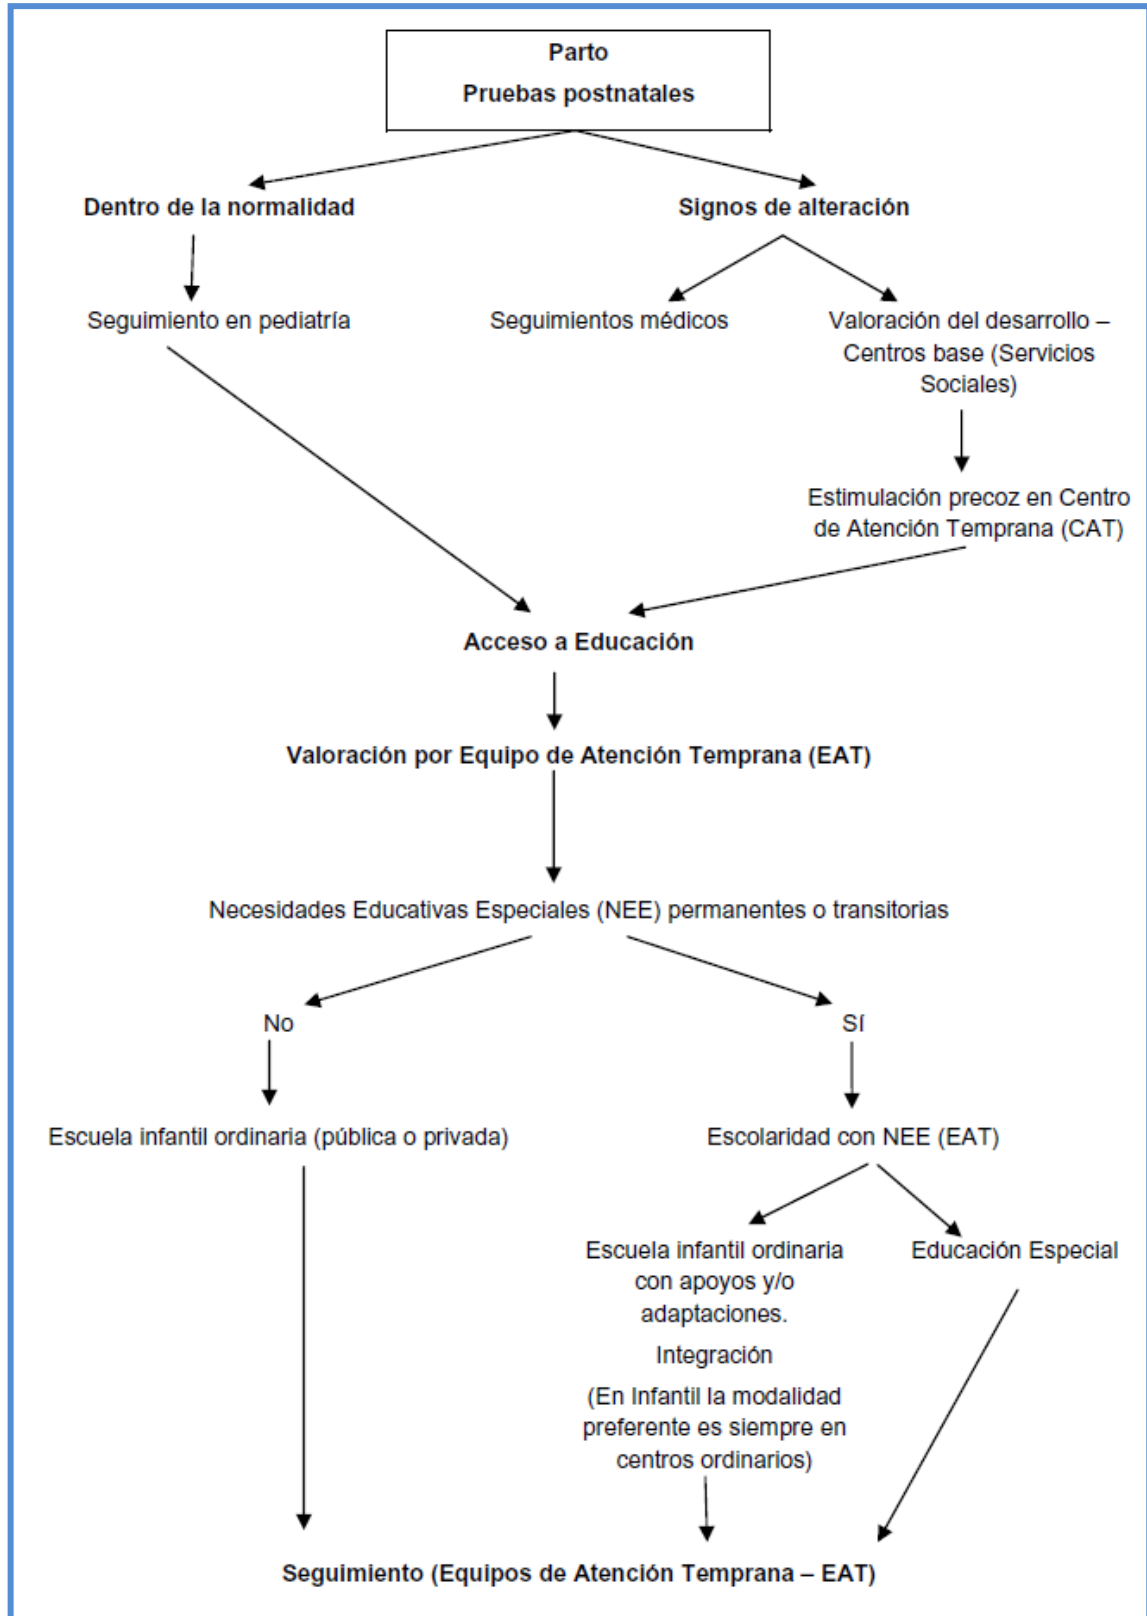 Parto
Pruebas postnatales
Dentro de la normalidad
Signos de alteración
Seguimiento en pediatría
Seguimientos médicos
Valoración del desarrollo –
Centros base (Servicios
Sociales)
Estimulación precoz en Centro
de Atención Temprana (CAT)
Acceso a Educación
Valoración por Equipo de Atención Temprana (EAT)
Necesidades Educativas Especiales (NEE) permanentes o transitorias
No
Sí
Escuela infantil ordinaria (pública o privada)
Escolaridad con NEE (EAT)
Escuela infantil ordinaria
con apoyos y/o
adaptaciones.
Integración
(En Infantil la modalidad
preferente es siempre en
centros ordinarios)
Educación Especial
Seguimiento (Equipos de Atención Temprana – EAT)